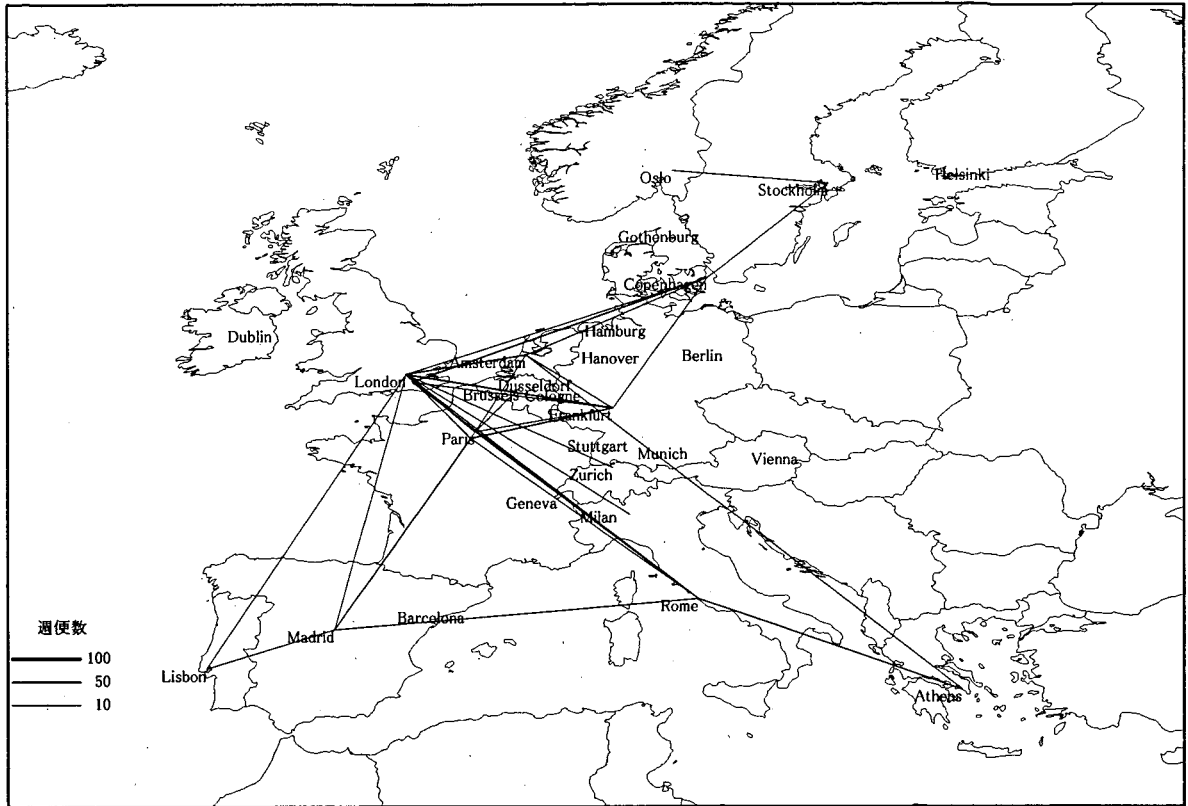 Oslo
Helsinki
Stockholm
Gothenburg
Copenhagen
Dublin
Hamburg
Hanover
Berlin
Amsterdam
London
Dusseldorf
Brussels
Cologne
Frankfurt
Paris
Stuttgart
Munich
Vienna
Zurich
Geneva
Milan
Rome
Barcelona
Madrid
Lisbon
Athens
週便数
100
50
10